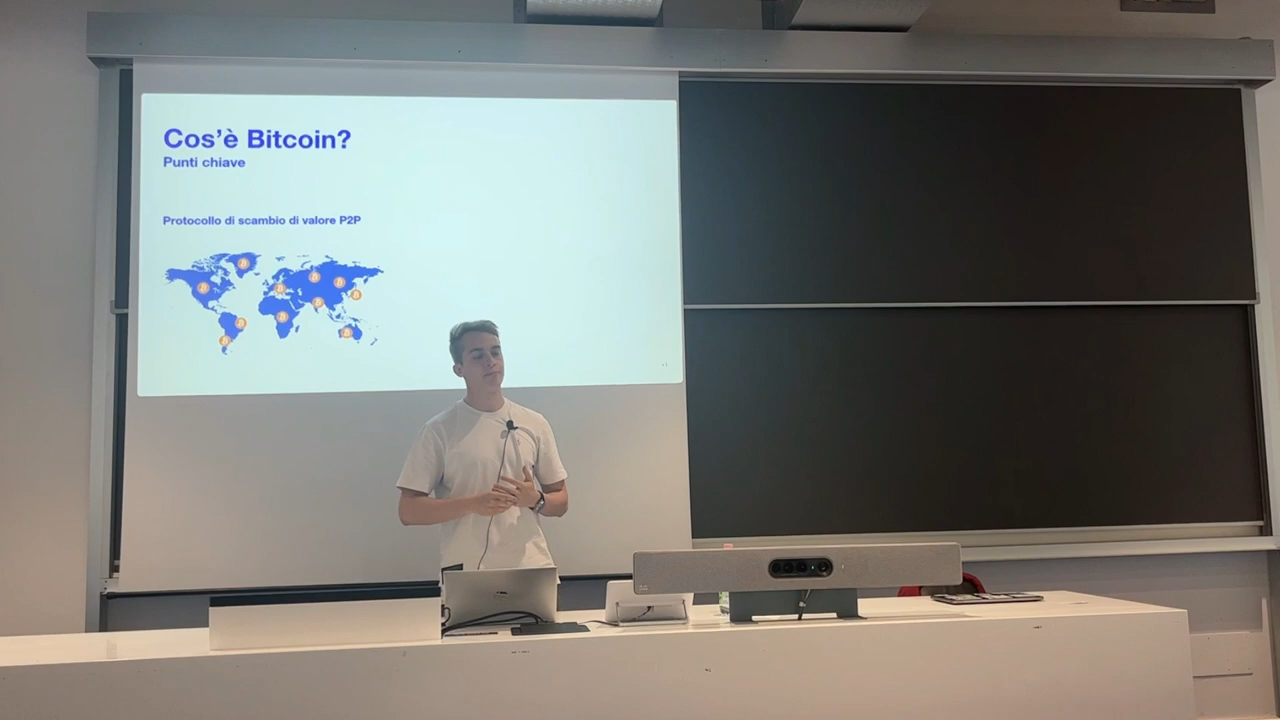 Cos'è Bitcoin?
Punti chiave
Protocollo di scambio di valore P2P